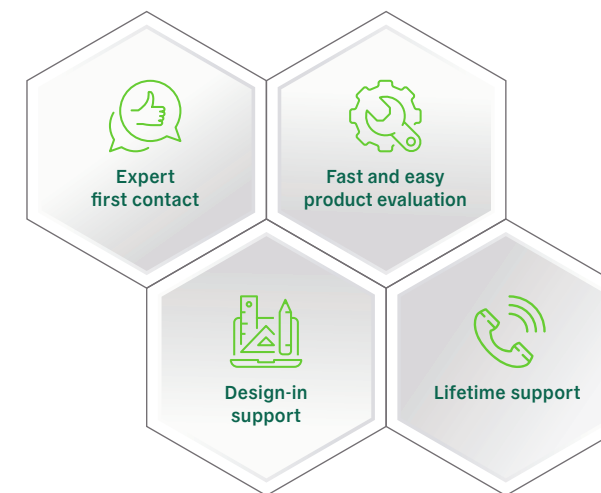 Expert
first contact
Fast and easy
product evaluation
Design-in
support
Lifetime support